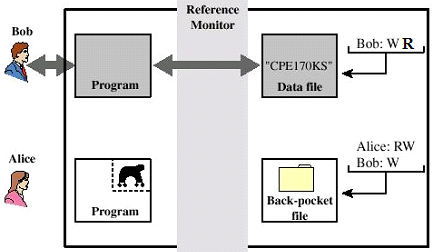 Reference
Monitor
Bob
Program
"CPE170KS"
Data file
Bob: W R
Alice
Program
Back-pocket
file
Alice: RW
Bob: W